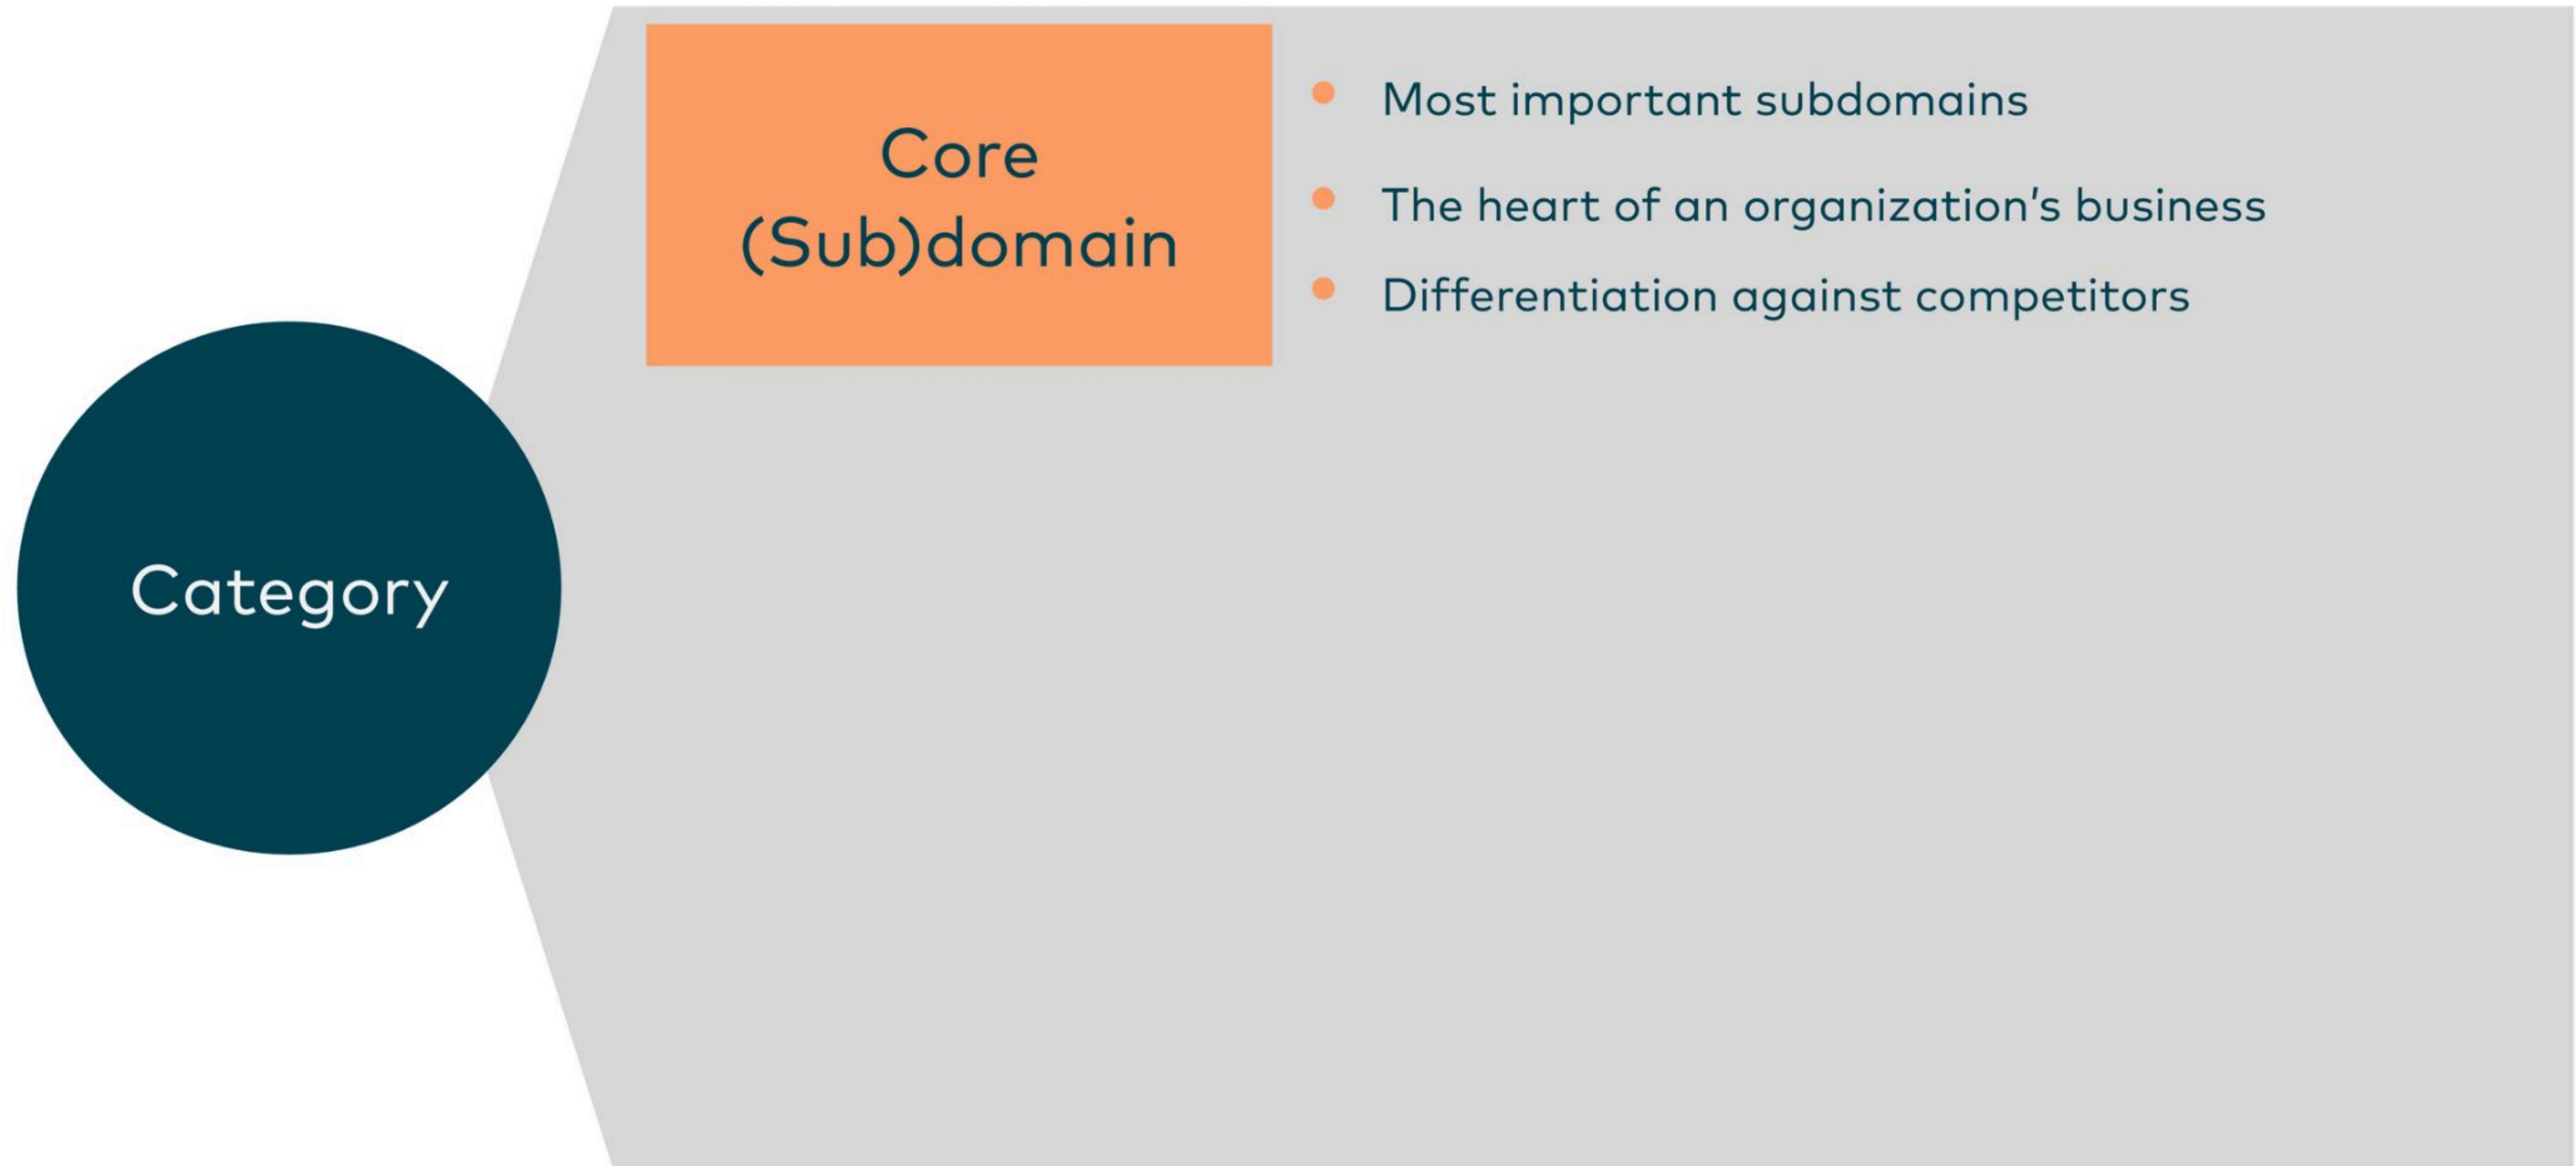 Category
Core
(Sub)domain
Most important subdomains
The heart of an organization's business
Differentiation against competitors